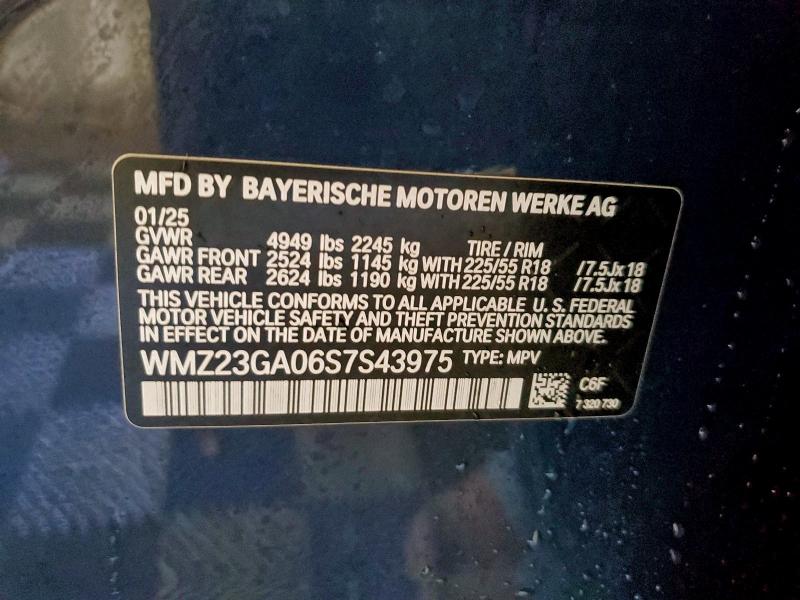 MFD BY BAYERISCHE MOTOREN WERKE AG
01/25
GVWR 4949 lbs 2245 kg TIRE / RIM
GAWR FRONT 2524 lbs 1145 kg WITH 225/55 R18 /7.5Jx18
GAWR REAR 2624 lbs 1190 kg WITH 225/55 R18 /7.5Jx18
THIS VEHICLE CONFORMS TO ALL APPLICABLE U. S. FEDERAL
MOTOR VEHICLE SAFETY AND THEFT PREVENTION STANDARDS
IN EFFECT ON THE DATE OF MANUFACTURE SHOWN ABOVE.
WMZ23GA06S7S43975 TYPE: MPV
C6F
7 320 730